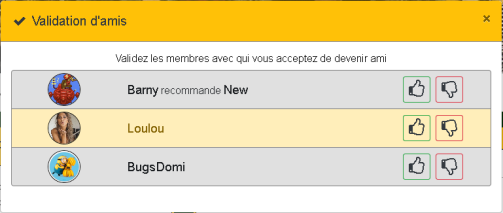 Validation d'amis ×
Validez les membres avec qui vous acceptez de devenir ami
Barny recommande New
Loulou
BugsDomi